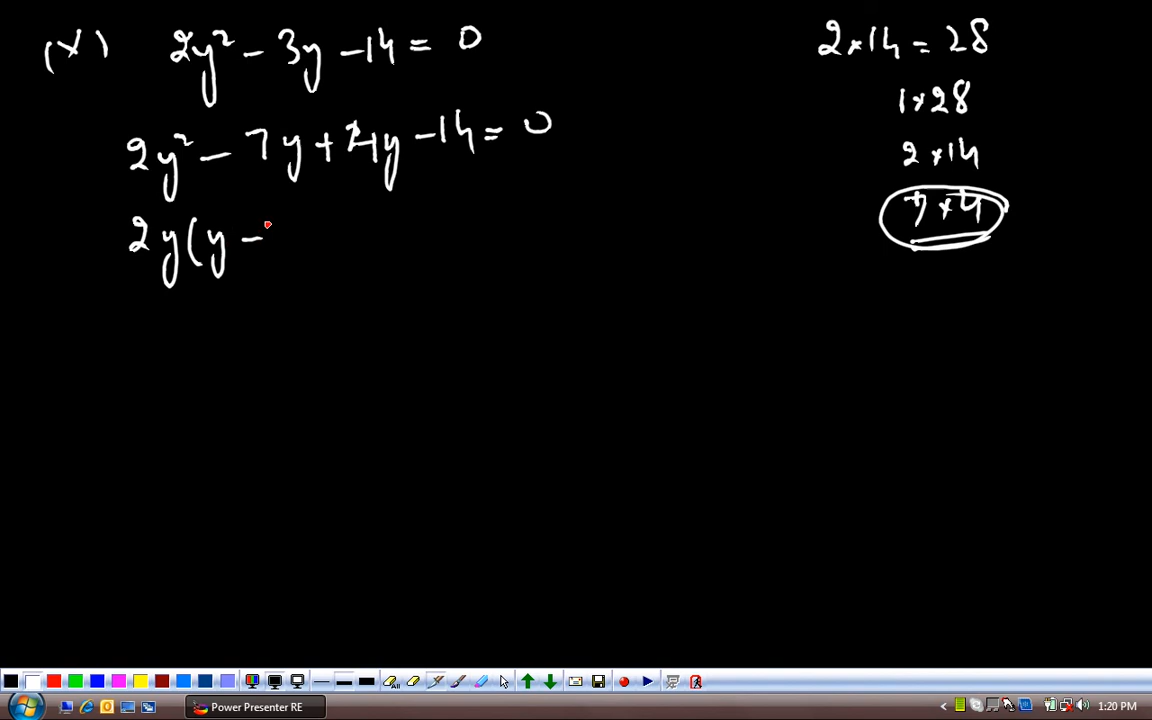 (x) 2y² - 3y - 14 = 0
2y² - 7y + 4y - 14 = 0
2y(y -
2 × 14 = 28
1 × 28
2 × 14
7 × 4
All
Power Presenter RE
1:20 PM